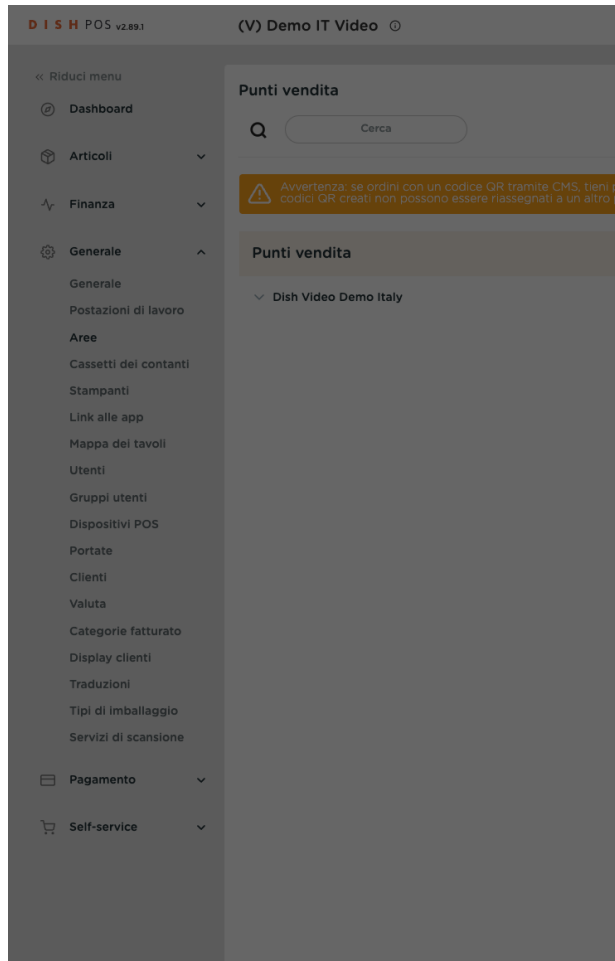 DISH POS v2.89.1
(V) Demo IT Video
« Riduci menu
Dashboard
Articoli
Finanza
Generale
Generale
Postazioni di lavoro
Aree
Cassetti dei contanti
Stampanti
Link alle app
Mappa dei tavoli
Utenti
Gruppi utenti
Dispositivi POS
Portate
Clienti
Valuta
Categorie fatturato
Display clienti
Traduzioni
Tipi di imballaggio
Servizi di scansione
Pagamento
Self-service
Punti vendita
Cerca
Avvertenza: se ordini con un codice QR tramite CMS, tieni
codici QR creati non possono essere riassegnati a un altro
Punti vendita
Dish Video Demo Italy